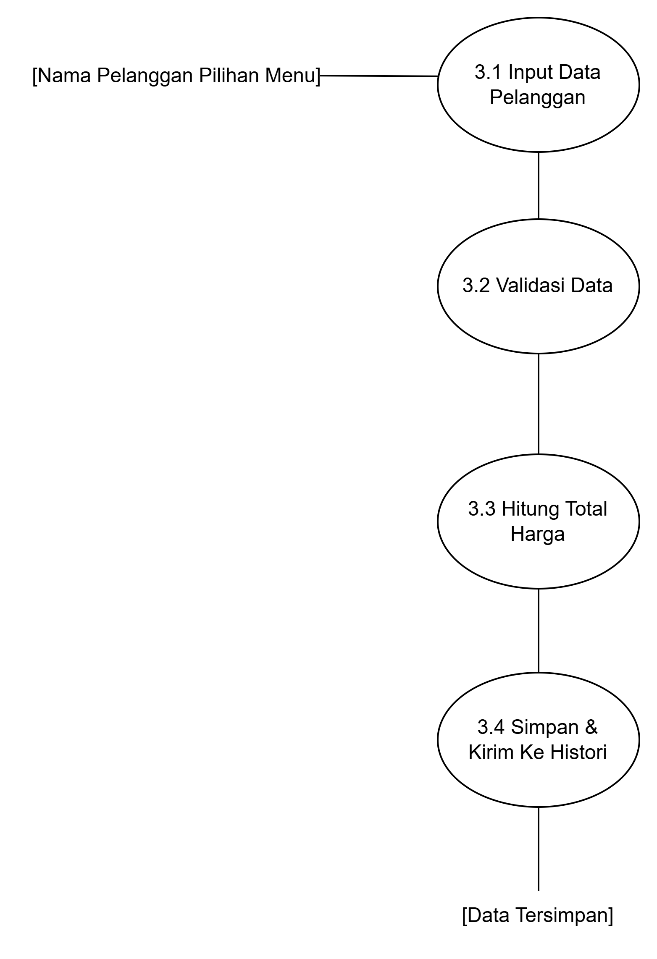 [Nama Pelanggan Pilihan Menu]
3.1 Input Data
Pelanggan
3.2 Validasi Data
3.3 Hitung Total
Harga
3.4 Simpan &
Kirim Ke Histori
[Data Tersimpan]